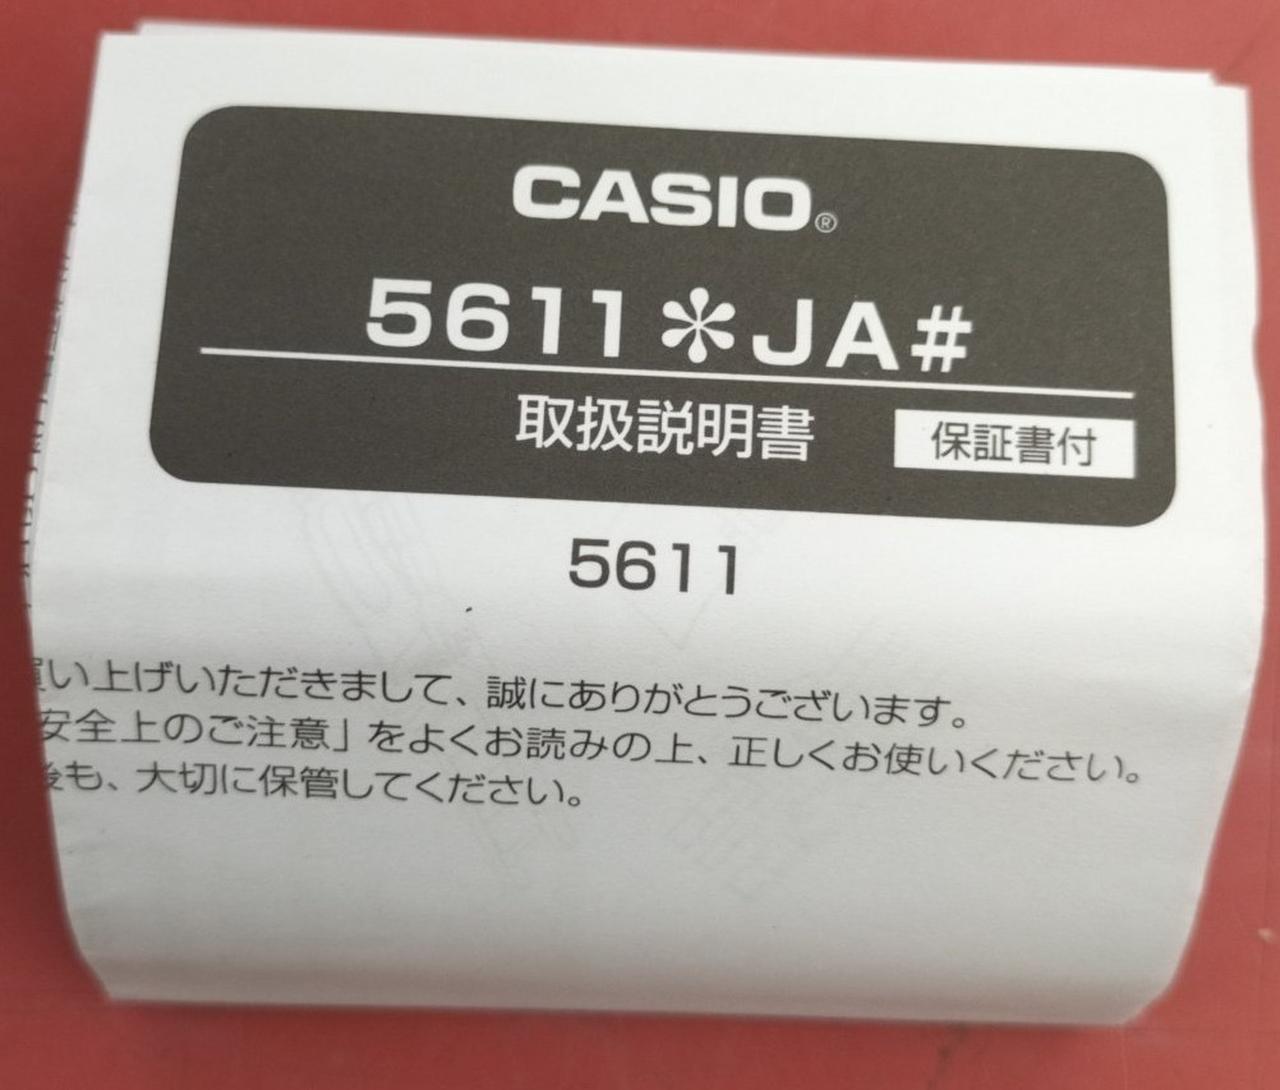 CASIO®
5611＊JA#
取扱説明書 保証書付
5611
買い上げいただきまして、誠にありがとうございます。
安全上のご注意」をよくお読みの上、正しくお使いください。
後も、大切に保管してください。